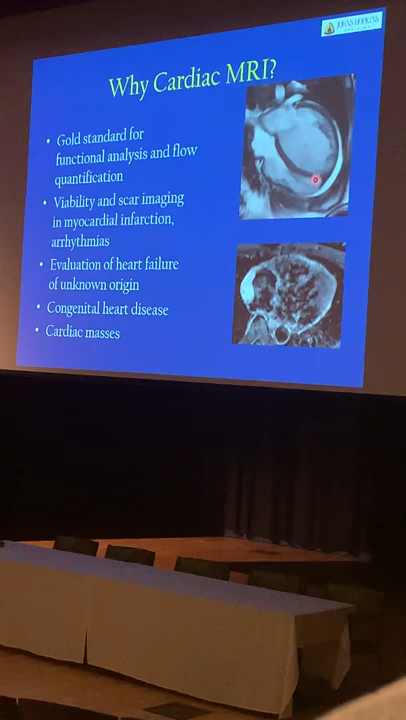 JOHNS HOPKINS
MEDICINE
Why Cardiac MRI?
• Gold standard for
functional analysis and flow
quantification
• Viability and scar imaging
in myocardial infarction,
arrhythmias
• Evaluation of heart failure
of unknown origin
• Congenital heart disease
• Cardiac masses